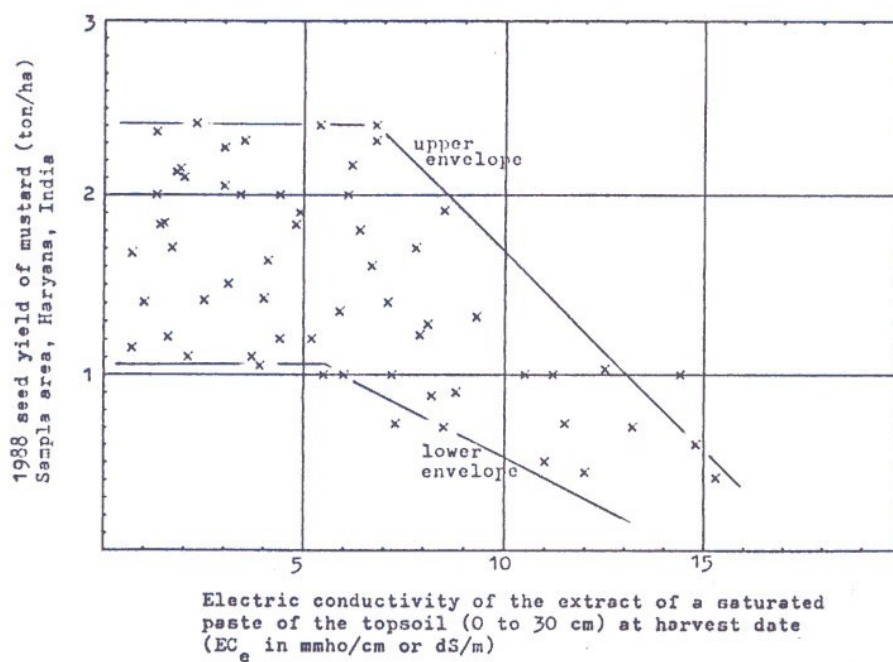 3
2
1
1988 seed yield of mustard (ton/ha)
Sampla area, Haryana, India
upper
envelope
lower
envelope
5
10
15
Electric conductivity of the extract of a saturated
paste of the topsoil (0 to 30 cm) at harvest date
(ECe in mmho/cm or dS/m)